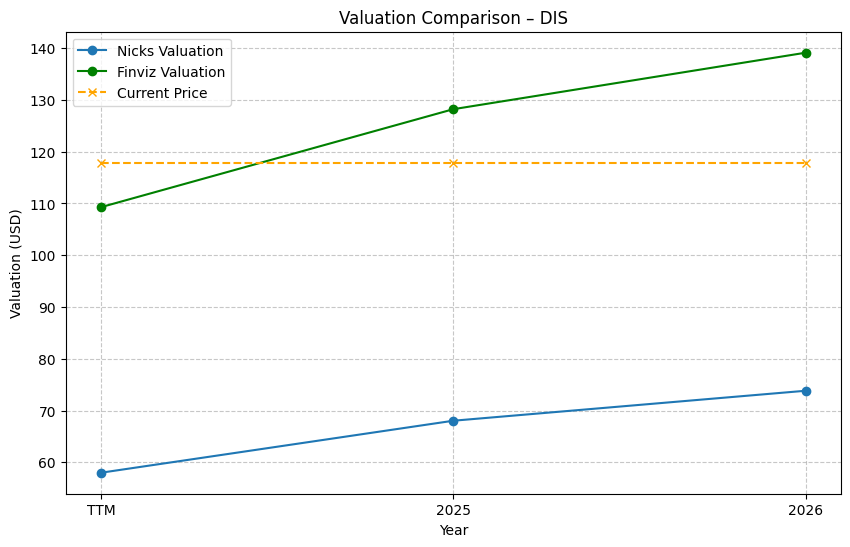 Valuation Comparison – DIS
Nicks Valuation
Finviz Valuation
Current Price
Valuation (USD)
140
130
120
110
100
90
80
70
60
TTM 2025 2026
Year